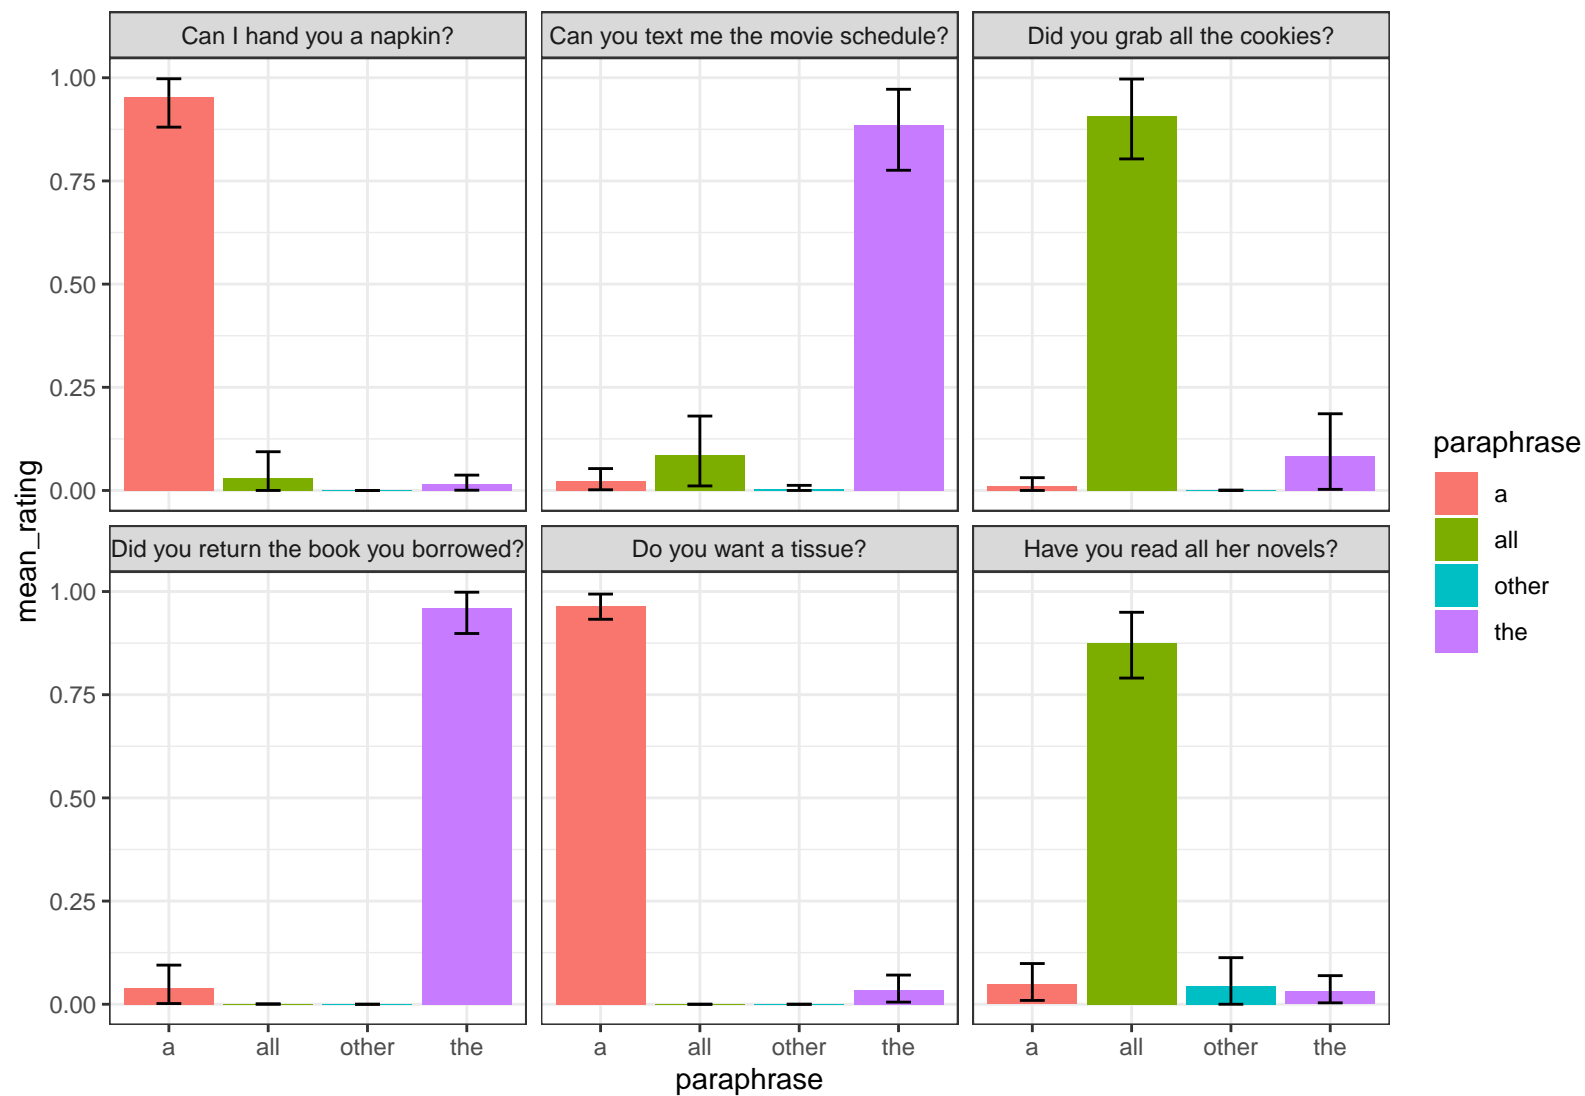 Can I hand you a napkin?
Can you text me the movie schedule?
Did you grab all the cookies?
1.00
0.75
0.50
0.25
0.00
Did you return the book you borrowed?
Do you want a tissue?
Have you read all her novels?
1.00
0.75
0.50
0.25
0.00
a all other the
a all other the
a all other the
paraphrase
mean_rating
paraphrase
a
all
other
the